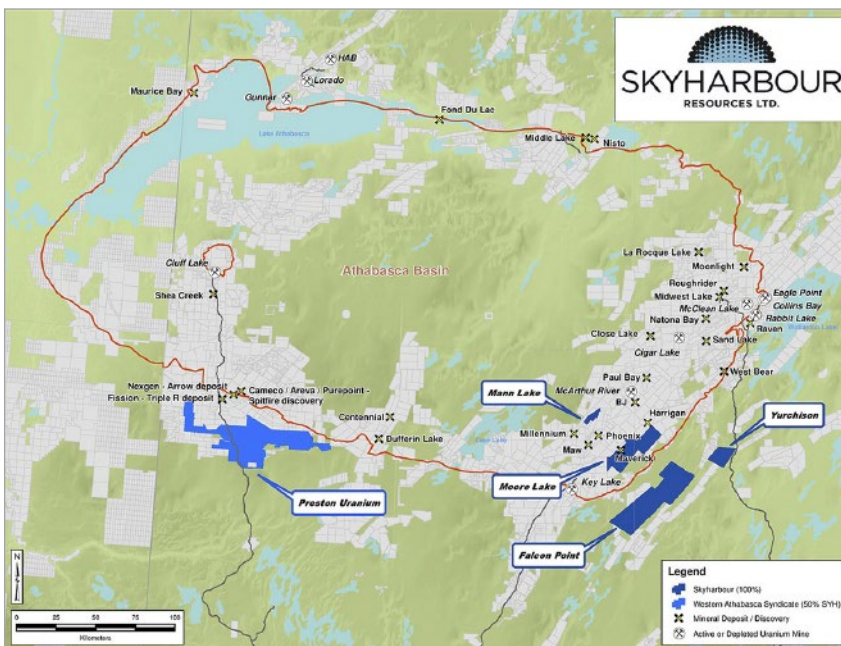 SKYHARBOUR
RESOURCES LTD.
HAB
Lorado
Gunnar
Maurice Bay
Lake Athabasca
Fond Du Lac
Middle Lake
Nisto
La Rocque Lake
Moonlight
Cluff Lake
Athabasca Basin
Shea Creek
Roughrider
Midwest Lake
McClean Lake
Eagle Point
Collins Bay
Rabbit Lake
Raven
Natona Bay
Close Lake
Cigar Lake
Sand Lake
West Bear
Paul Bay
McArthur River
BJ
Mann Lake
Nexgen - Arrow deposit
Fission - Triple R deposit
Cameco / Areva / Purepoint -
Spitfire discovery
Centennial
Dufferin Lake
Harrigan
Yurchison
Millennium
Phoenix
Maw
Maverick
Moore Lake
Key Lake
Preston Uranium
Falcon Point
N
0 25 50 75 100
Kilometers
Legend
Skyharbour (100%)
Western Athabasca Syndicate (50% SYH)
Mineral Deposit / Discovery
Active or Depleted Uranium Mine